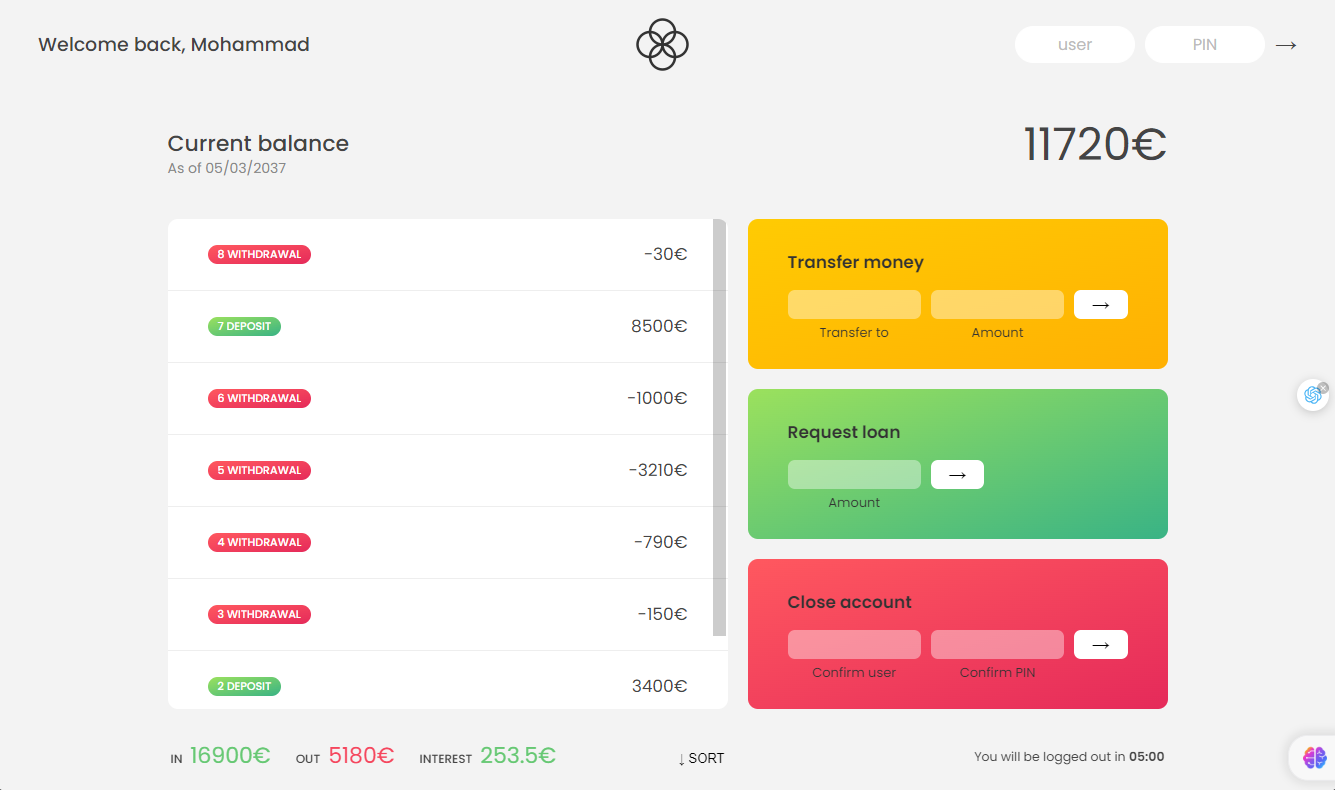 Welcome back, Mohammad
user PIN →
Current balance
11720€
As of 05/03/2037
8 WITHDRAWAL -30€
7 DEPOSIT 8500€
6 WITHDRAWAL -1000€
5 WITHDRAWAL -3210€
4 WITHDRAWAL -790€
3 WITHDRAWAL -150€
2 DEPOSIT 3400€
Transfer money
→
Transfer to Amount
Request loan
→
Amount
Close account
→
Confirm user Confirm PIN
IN 16900€ OUT 5180€ INTEREST 253.5€ ↓ SORT
You will be logged out in 05:00